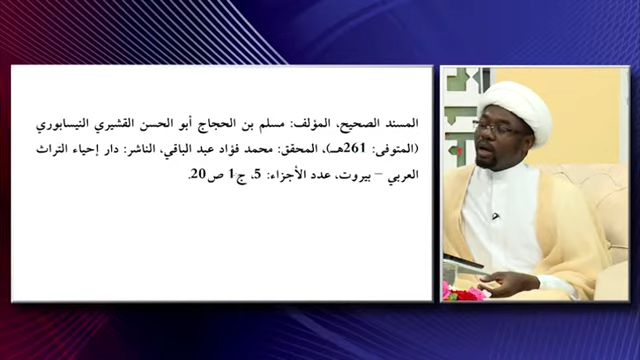 المسند الصحيح، المؤلف: مسلم بن الحجاج أبو الحسن القشيري النيسابوري
(المتوفى: 261هـ)، المحقق: محمد فؤاد عبد الباقي، الناشر: دار إحياء التراث
العربي – بيروت، عدد الأجزاء: 5، ج1 ص20.